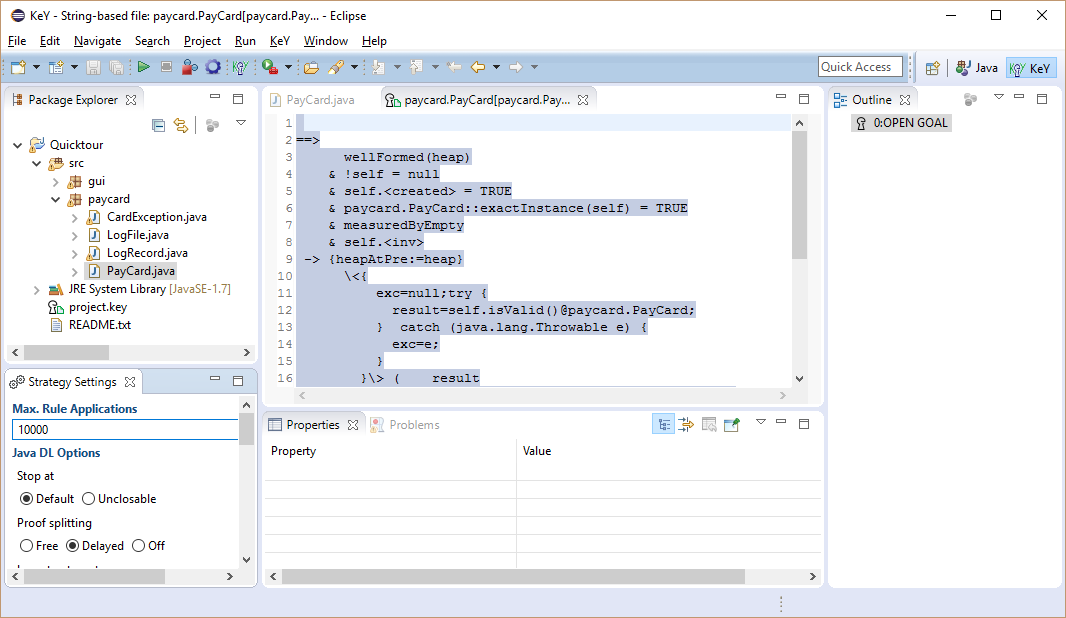 KeY - String-based file: paycard.PayCard[paycard.Pay... - Eclipse
File Edit Navigate Search Project Run KeY Window Help
Quick Access
Java
KeY
Package Explorer
Quicktour
src
gui
paycard
CardException.java
LogFile.java
LogRecord.java
PayCard.java
JRE System Library [JavaSE-1.7]
project.key
README.txt
Strategy Settings
Max. Rule Applications
10000
Java DL Options
Stop at
Default Unclosable
Proof splitting
Free Delayed Off
PayCard.java
paycard.PayCard[paycard.Pay...
1
2 ==>
3 wellFormed(heap)
4 & !self = null
5 & self.<created> = TRUE
6 & paycard.PayCard::exactInstance(self) = TRUE
7 & measuredByEmpty
8 & self.<inv>
9 -> {heapAtPre:=heap}
10 \<{
11 exc=null;try {
12 result=self.isValid()@paycard.PayCard;
13 } catch (java.lang.Throwable e) {
14 exc=e;
15 }
16 }\> ( result
Properties
Problems
Property Value
Outline
0:OPEN GOAL